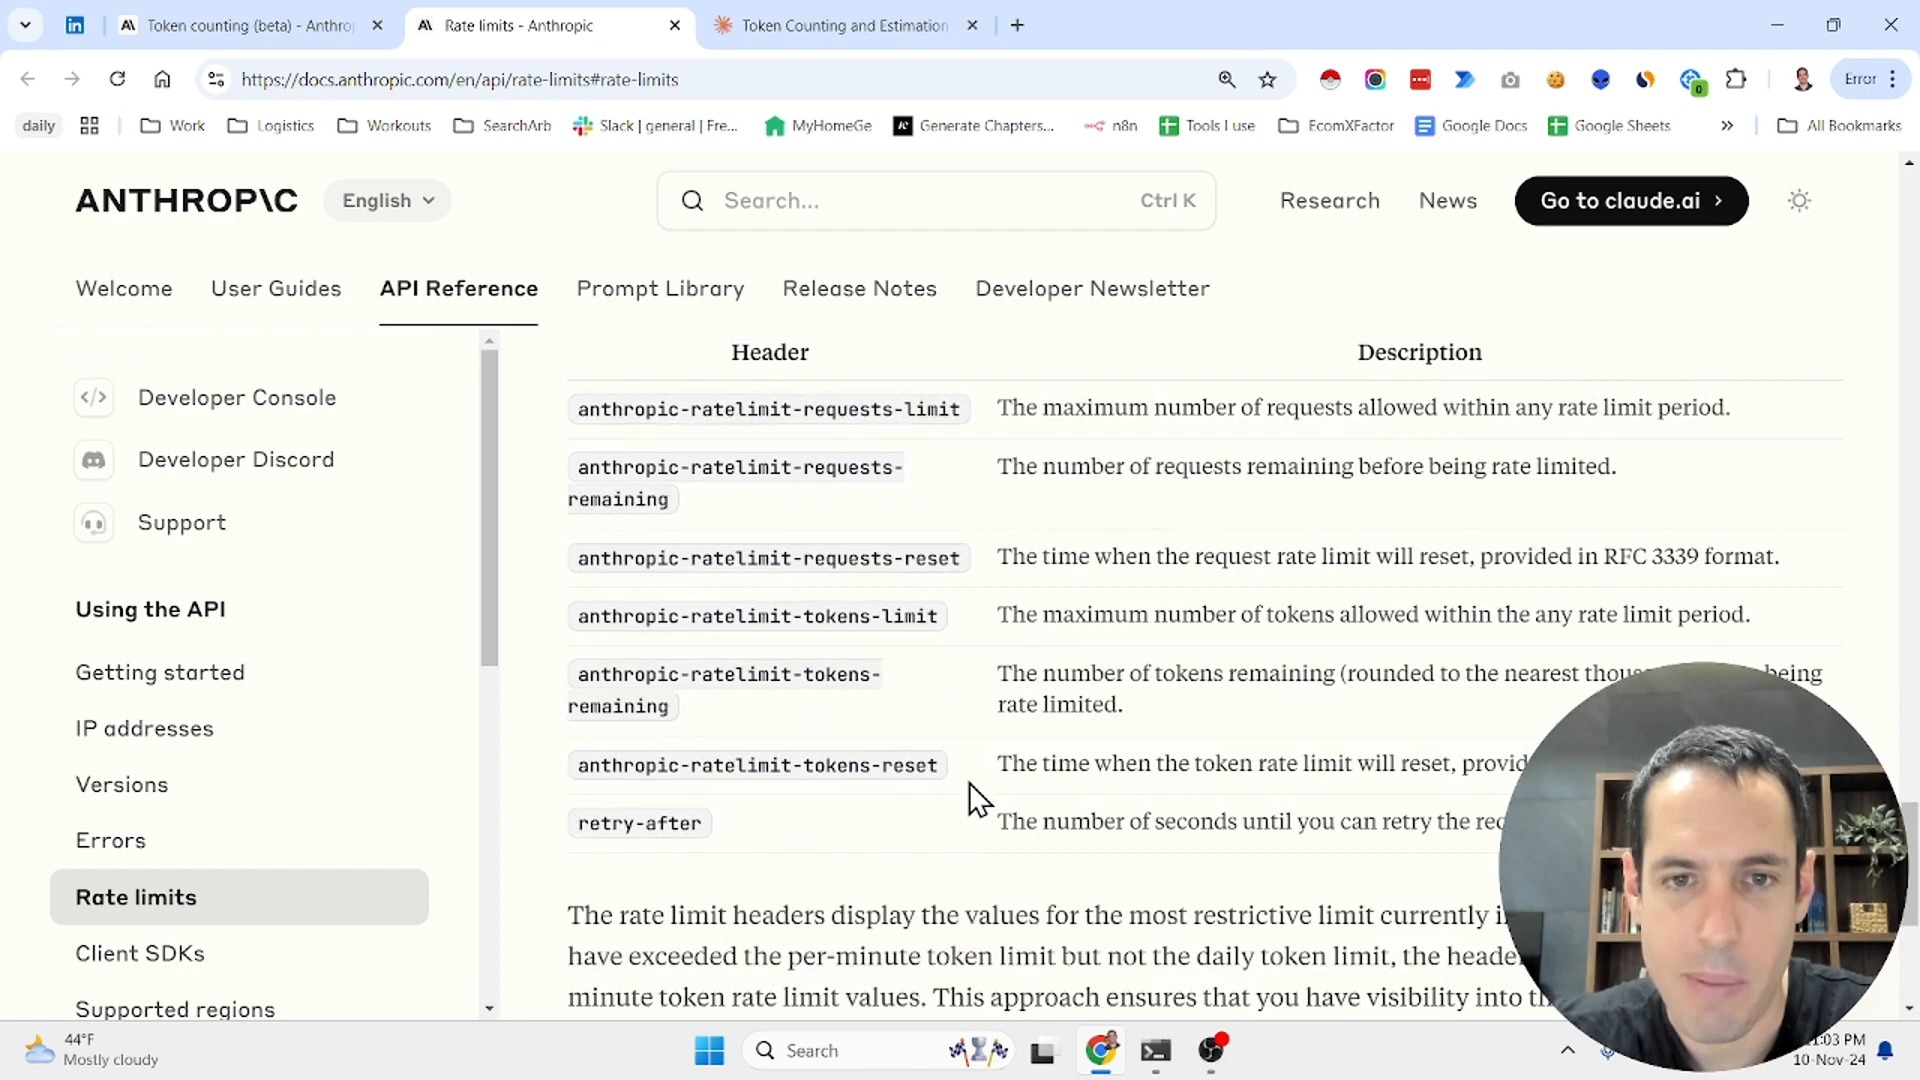 Token counting (beta) - Anthro
Rate limits - Anthropic
Token Counting and Estimation
https://docs.anthropic.com/en/api/rate-limits#rate-limits
0
Error
daily
Work
Logistics
Workouts
SearchArb
Slack | general | Fre...
MyHomeGe
Generate Chapters...
n8n
Tools I use
EcomXFactor
Google Docs
Google Sheets
All Bookmarks
ANTHROP\C
English
Search...
Ctrl K
Research
News
Go to claude.ai
Welcome
User Guides
API Reference
Prompt Library
Release Notes
Developer Newsletter
Developer Console
Developer Discord
Support
Using the API
Getting started
IP addresses
Versions
Errors
Rate limits
Client SDKs
Supported regions
Header
Description
anthropic-ratelimit-requests-limit
The maximum number of requests allowed within any rate limit period.
anthropic-ratelimit-requests-
remaining
The number of requests remaining before being rate limited.
anthropic-ratelimit-requests-reset
The time when the request rate limit will reset, provided in RFC 3339 format.
anthropic-ratelimit-tokens-limit
The maximum number of tokens allowed within the any rate limit period.
anthropic-ratelimit-tokens-
remaining
The number of tokens remaining (rounded to the nearest being
rate limited.
anthropic-ratelimit-tokens-reset
The time when the token rate limit will reset,
retry-after
The number of seconds until you can retry the
The rate limit headers display the values for the most restrictive limit currently
have exceeded the per-minute token limit but not the daily token limit, the
minute token rate limit values. This approach ensures that you have visibility into
44°F
Mostly cloudy
Search
:03 PM
10-Nov-24